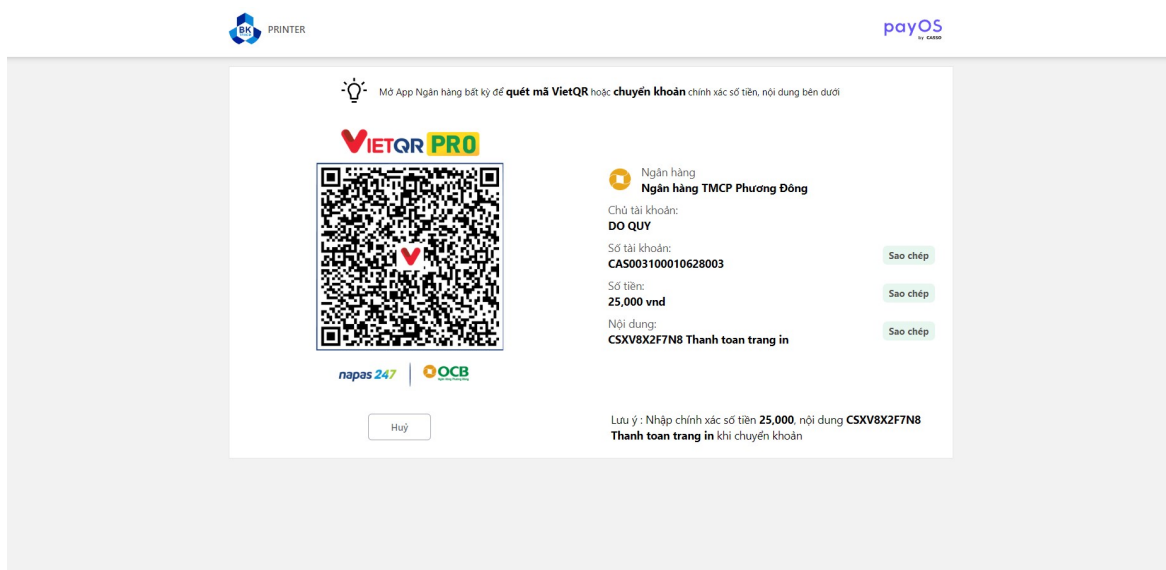 BK
PRINTER
payOS
by CASSO
Mở App Ngân hàng bất kỳ để quét mã VietQR hoặc chuyển khoản chính xác số tiền, nội dung bên dưới
VIETQR PRO
Ngân hàng
Ngân hàng TMCP Phương Đông
Chủ tài khoản:
DO QUY
Số tài khoản:
CAS003100010628003
Sao chép
Số tiền:
25,000 vnd
Sao chép
Nội dung:
CSXV8X2F7N8 Thanh toan trang in
Sao chép
napas 247
OCB
Huỷ
Lưu ý : Nhập chính xác số tiền 25,000, nội dung CSXV8X2F7N8
Thanh toan trang in khi chuyển khoản